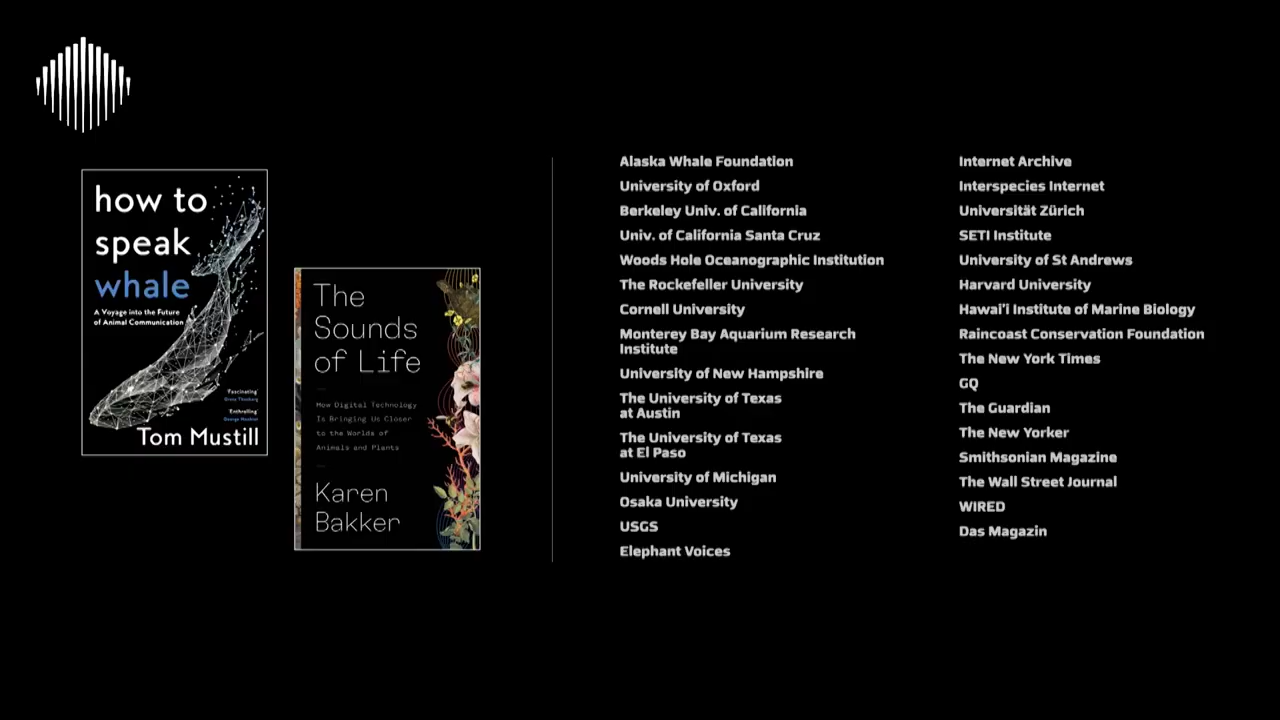 how to
speak
whale
A Voyage into the Future
of Animal Communication
'Fascinating'
Greta Thunberg
'Enthralling'
George Monbiot
Tom Mustill
The
Sounds
of Life
How Digital Technology
Is Bringing Us Closer
to the Worlds of
Animals and Plants
Karen
Bakker
Alaska Whale Foundation
University of Oxford
Berkeley Univ. of California
Univ. of California Santa Cruz
Woods Hole Oceanographic Institution
The Rockefeller University
Cornell University
Monterey Bay Aquarium Research
Institute
University of New Hampshire
The University of Texas
at Austin
The University of Texas
at El Paso
University of Michigan
Osaka University
USGS
Elephant Voices
Internet Archive
Interspecies Internet
Universität Zürich
SETI Institute
University of St Andrews
Harvard University
Hawai'i Institute of Marine Biology
Raincoast Conservation Foundation
The New York Times
GQ
The Guardian
The New Yorker
Smithsonian Magazine
The Wall Street Journal
WIRED
Das Magazin